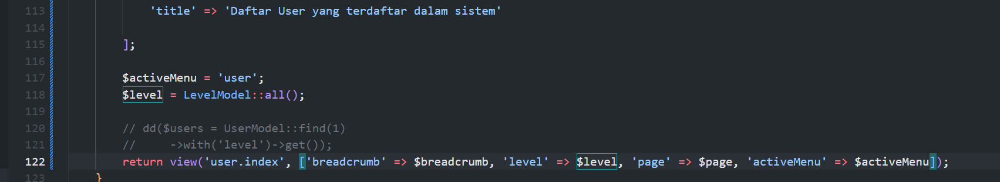 113 'title' => 'Daftar User yang terdaftar dalam sistem'
114
115 ];
116
117 $activeMenu = 'user';
118 $level = LevelModel::all();
119
120 // dd($users = UserModel::find(1)
121 //     ->with('level')->get());
122 return view('user.index', ['breadcrumb' => $breadcrumb, 'level' => $level, 'page' => $page, 'activeMenu' => $activeMenu]);
123 }